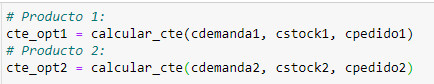 # Producto 1:
cte_opt1 = calcular_cte(cdemanda1, cstock1, cpedido1)
# Producto 2:
cte_opt2 = calcular_cte(cdemanda2, cstock2, cpedido2)